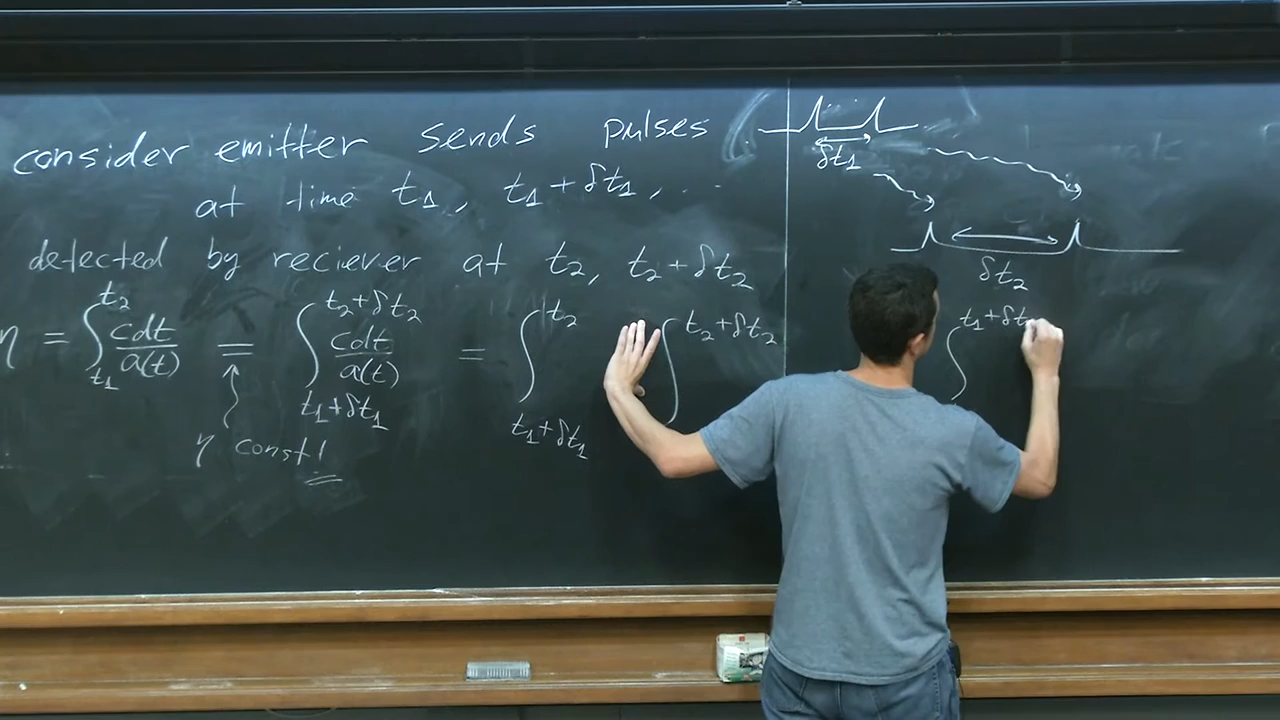 consider emitter sends pulses
at time t₁, t₁ + δt₁, ...
detected by reciever at t₂, t₂ + δt₂
η = ∫_{t₁}^{t₂} cdt/a(t) = ∫_{t₁+δt₁}^{t₂+δt₂} cdt/a(t) = ∫_{t₁+δt₁}^{t₂} ∫^{t₂+δt₂} ∫^{t₁+δt₁}
η const!
δt₁
δt₂